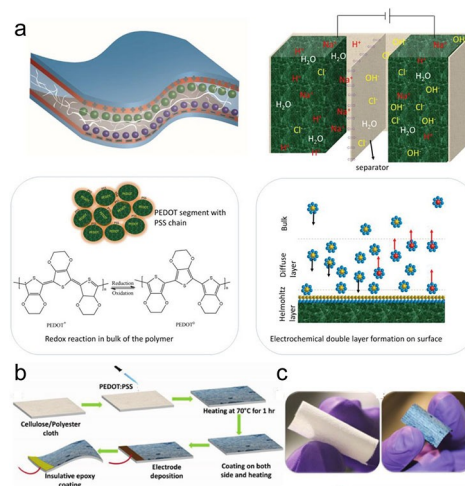 a
H⁺
Na⁺
H₂O
Cl⁻
OH⁻
separator
PEDOT segment with
PSS chain
Reduction
Oxidation
PEDOT⁺
PEDOT⁰
Redox reaction in bulk of the polymer
Bulk
Diffuse
layer
Helmohltz
layer
Electrochemical double layer formation on surface
b
PEDOT:PSS
Cellulose/Polyester
cloth
Heating at 70°C for 1 hr
Coating on both
side and heating
Electrode
deposition
Insulative epoxy
coating
c